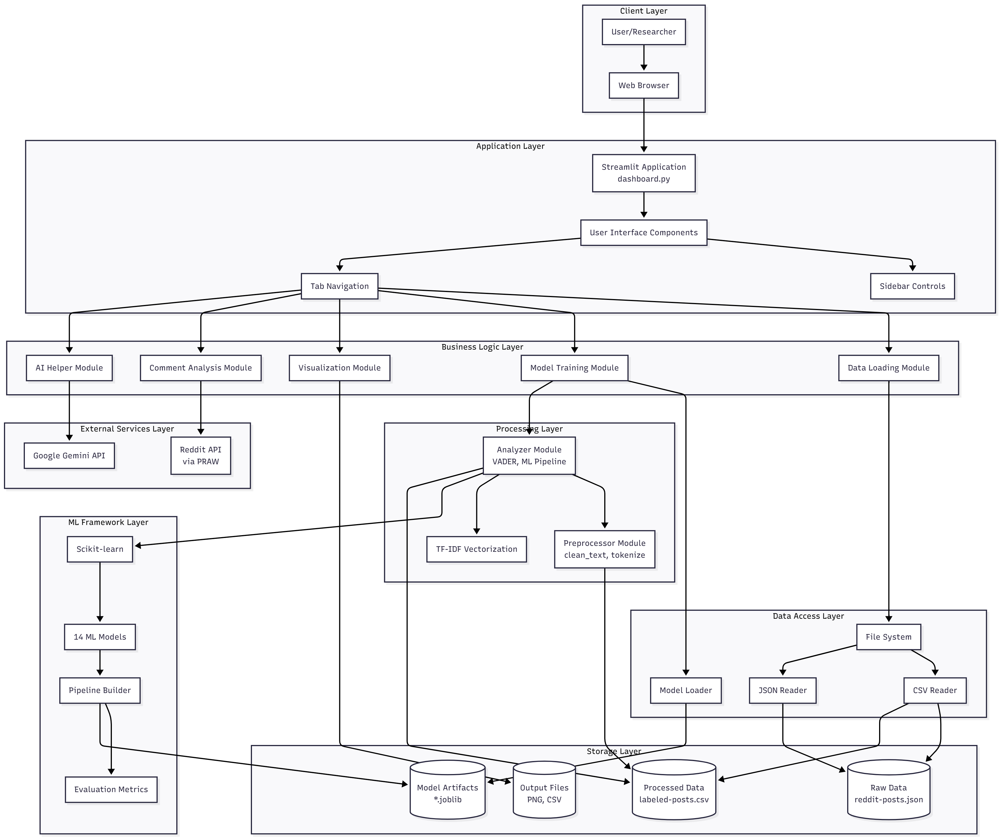 Client Layer
User/Researcher
Web Browser
Application Layer
Streamlit Application
dashboard.py
User Interface Components
Tab Navigation
Sidebar Controls
Business Logic Layer
AI Helper Module
Comment Analysis Module
Visualization Module
Model Training Module
Data Loading Module
External Services Layer
Google Gemini API
Reddit API
via PRAW
Processing Layer
Analyzer Module
VADER, ML Pipeline
TF-IDF Vectorization
Preprocessor Module
clean_text, tokenize
ML Framework Layer
Scikit-learn
14 ML Models
Pipeline Builder
Evaluation Metrics
Data Access Layer
File System
Model Loader
JSON Reader
CSV Reader
Storage Layer
Model Artifacts
*.joblib
Output Files
PNG, CSV
Processed Data
labeled-posts.csv
Raw Data
reddit-posts.json